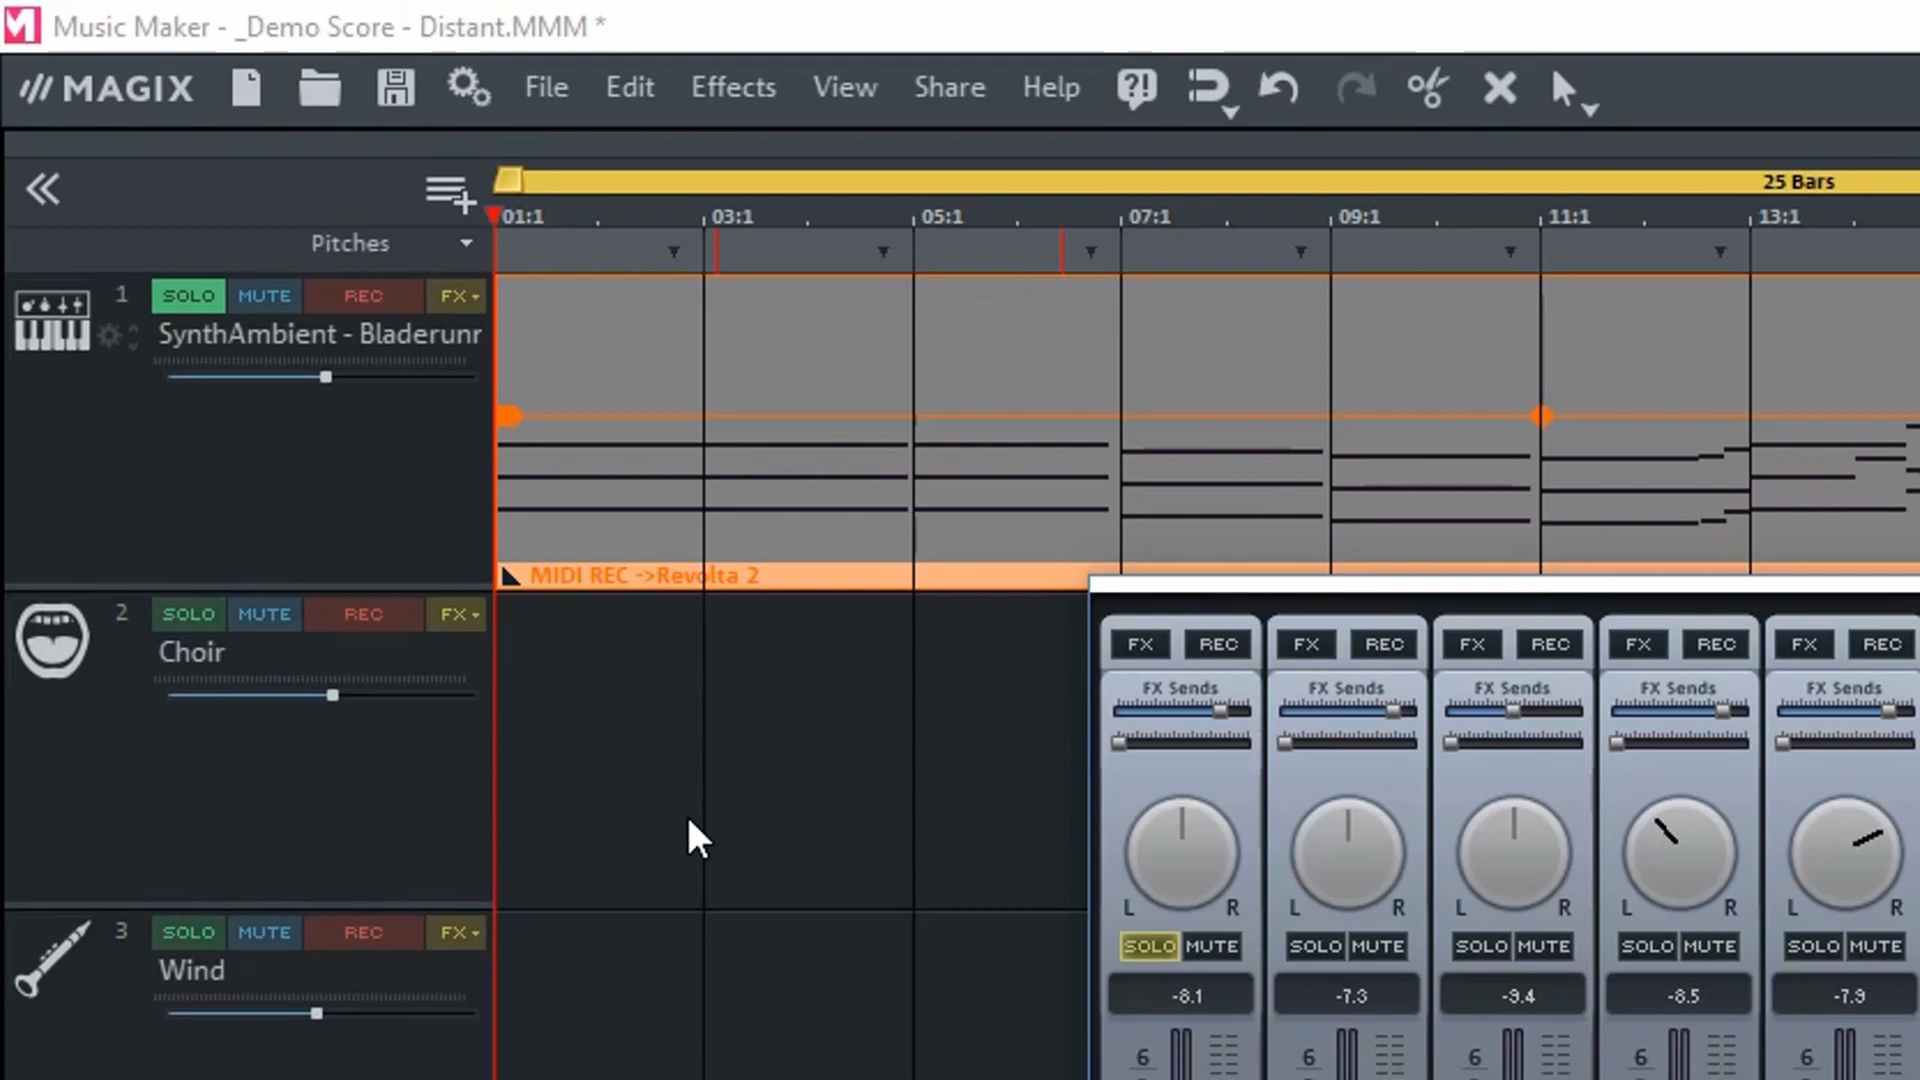 Music Maker - _Demo Score - Distant.MMM *
MAGIX File Edit Effects View Share Help
25 Bars
01:1 03:1 05:1 07:1 09:1 11:1 13:1
Pitches
1 SOLO MUTE REC FX
SynthAmbient - Bladerunr
MIDI REC ->Revolta 2
2 SOLO MUTE REC FX
Choir
3 SOLO MUTE REC FX
Wind
FX REC FX REC FX REC FX REC FX REC
FX Sends FX Sends FX Sends FX Sends FX Sends
L R L R L R L R L R
SOLO MUTE SOLO MUTE SOLO MUTE SOLO MUTE SOLO MUTE
-8.1 -7.3 -9.4 -8.5 -7.9
6 6 6 6 6